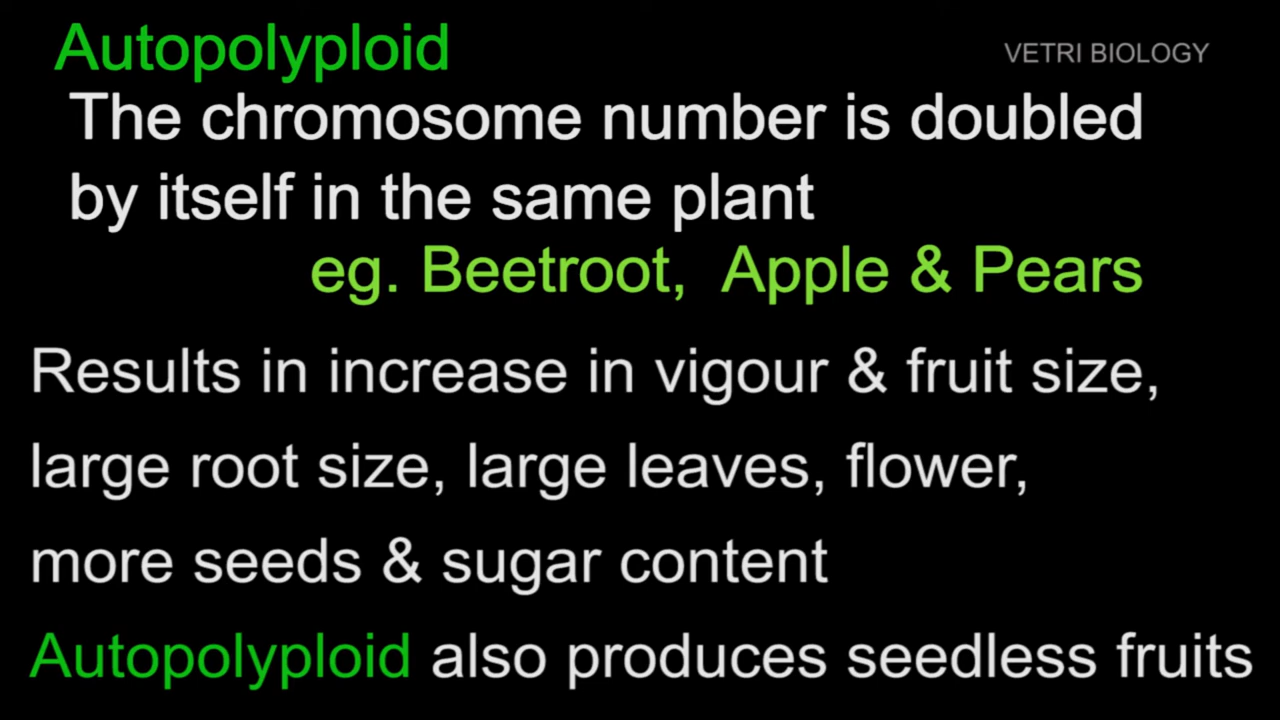 Autopolyploid
VETRI BIOLOGY
The chromosome number is doubled
by itself in the same plant
eg. Beetroot, Apple & Pears
Results in increase in vigour & fruit size,
large root size, large leaves, flower,
more seeds & sugar content
Autopolyploid also produces seedless fruits